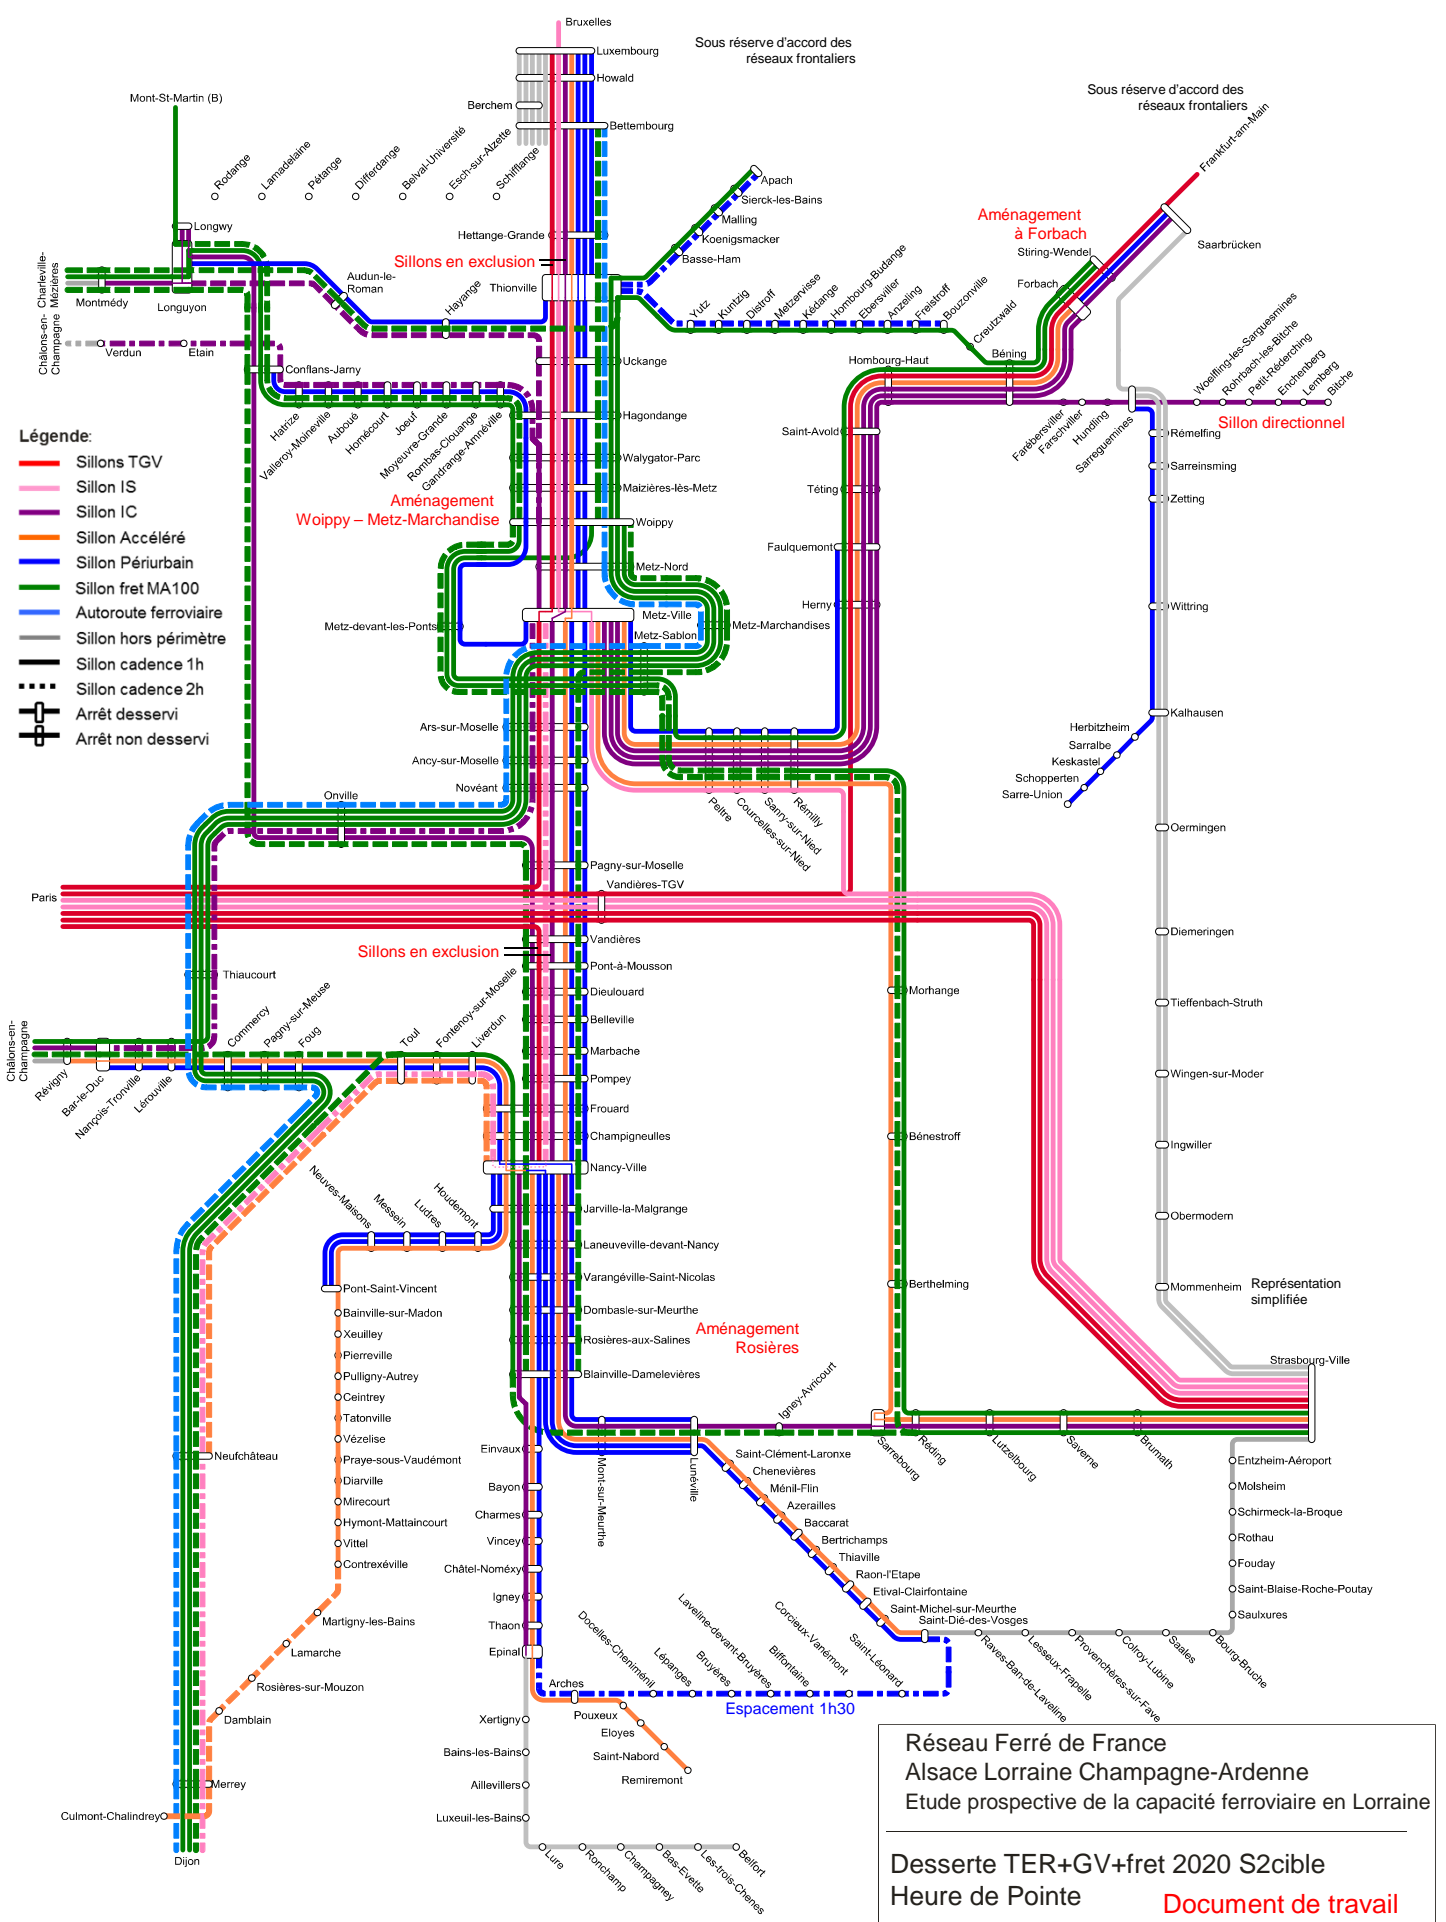 Bruxelles
Luxembourg
Howald
Berchem
Bettembourg
Sous réserve d'accord des
réseaux frontaliers
Sous réserve d'accord des
réseaux frontaliers
Frankfurt-am-Main
Saarbrücken
Mont-St-Martin (B)
Rodange
Lamadelaine
Pétange
Differdange
Belval-Université
Esch-sur-Alzette
Schifflange
Longwy
Charleville-
Mézières
Montmédy
Longuyon
Audun-le-
Roman
Hayange
Hettange-Grande
Sillons en exclusion
Thionville
Apach
Sierck-les-Bains
Malling
Koenigsmacker
Basse-Ham
Aménagement
à Forbach
Stiring-Wendel
Forbach
Yutz
Kuntzig
Distroff
Metzervisse
Kédange
Hombourg-Budange
Ebersviller
Anzeling
Freistroff
Bouzonville
Creutzwald
Béning
Hombourg-Haut
Châlons-en-
Champagne
Verdun
Etain
Conflans-Jarny
Uckange
Hatrize
Valleroy-Moineville
Auboué
Homécourt
Joeuf
Moyeuvre-Grande
Rombas-Clouange
Gandrange-Amnéville
Hagondange
Walygator-Parc
Maizières-lès-Metz
Woippy
Metz-Nord
Saint-Avold
Téting
Faulquemont
Herny
Farébersviller
Farschviller
Hundling
Sarreguemines
Woelfling-les-Sarguesmines
Rohrbach-les-Bitche
Petit-Réderching
Enchenberg
Lemberg
Bitche
Sillon directionnel
Rémelfing
Sarreinsming
Zetting
Wittring
Kalhausen
Herbitzheim
Sarralbe
Keskastel
Schopperten
Sarre-Union
Oermingen
Diemeringen
Tieffenbach-Struth
Wingen-sur-Moder
Ingwiller
Obermodern
Mommenheim
Représentation
simplifiée
Strasbourg-Ville
Légende:
Sillons TGV
Sillon IS
Sillon IC
Sillon Accéléré
Sillon Périurbain
Sillon fret MA100
Autoroute ferroviaire
Sillon hors périmètre
Sillon cadence 1h
Sillon cadence 2h
Arrêt desservi
Arrêt non desservi
Aménagement
Woippy – Metz-Marchandise
Metz-devant-les-Ponts
Metz-Ville
Metz-Sablon
Metz-Marchandises
Ars-sur-Moselle
Ancy-sur-Moselle
Novéant
Onville
Peltre
Courcelles-sur-Nied
Sanry-sur-Nied
Rémilly
Pagny-sur-Moselle
Vandières-TGV
Paris
Sillons en exclusion
Vandières
Pont-à-Mousson
Dieulouard
Belleville
Marbache
Pompey
Frouard
Champigneulles
Nancy-Ville
Thiaucourt
Châlons-en-
Champagne
Révigny
Bar-le-Duc
Nançois-Tronville
Lérouville
Commercy
Pagny-sur-Meuse
Foug
Toul
Fontenoy-sur-Moselle
Liverdun
Morhange
Bénestroff
Berthelming
Neuves-Maisons
Messein
Ludres
Houdemont
Jarville-la-Malgrange
Laneuveville-devant-Nancy
Varangéville-Saint-Nicolas
Dombasle-sur-Meurthe
Rosières-aux-Salines
Blainville-Damelevières
Aménagement
Rosières
Pont-Saint-Vincent
Bainville-sur-Madon
Xeuilley
Pierreville
Pulligny-Autrey
Ceintrey
Tatonville
Vézelise
Praye-sous-Vaudémont
Diarville
Mirecourt
Hymont-Mattaincourt
Vittel
Contrexéville
Martigny-les-Bains
Lamarche
Rosières-sur-Mouzon
Damblain
Neufchâteau
Merrey
Culmont-Chalindrey
Dijon
Einvaux
Bayon
Charmes
Vincey
Châtel-Noméxy
Igney
Thaon
Epinal
Mont-sur-Meurthe
Lunéville
Igney-Avricourt
Sarrebourg
Réding
Lutzelbourg
Saverne
Brumath
Saint-Clément-Laronxe
Chenevières
Ménil-Flin
Azerailles
Baccarat
Bertrichamps
Thiaville
Raon-l'Etape
Etival-Clairfontaine
Saint-Michel-sur-Meurthe
Saint-Dié-des-Vosges
Entzheim-Aéroport
Molsheim
Schirmeck-la-Broque
Rothau
Fouday
Saint-Blaise-Roche-Poutay
Saulxures
Bourg-Bruche
Saales
Colroy-Lubine
Provenchères-sur-Fave
Lesseux-Frapelle
Raves-Ban-de-Laveline
Arches
Docelles-Cheniménil
Lépanges
Bruyères
Laveline-devant-Bruyères
Biffontaine
Corcieux-Vanémont
Saint-Léonard
Espacement 1h30
Pouxeux
Eloyes
Saint-Nabord
Remiremont
Xertigny
Bains-les-Bains
Aillevillers
Luxeuil-les-Bains
Lure
Ronchamp
Champagney
Bas-Evette
Les-trois-Chenes
Belfort
Réseau Ferré de France
Alsace Lorraine Champagne-Ardenne
Etude prospective de la capacité ferroviaire en Lorraine
Desserte TER+GV+fret 2020 S2cible
Heure de Pointe
Document de travail